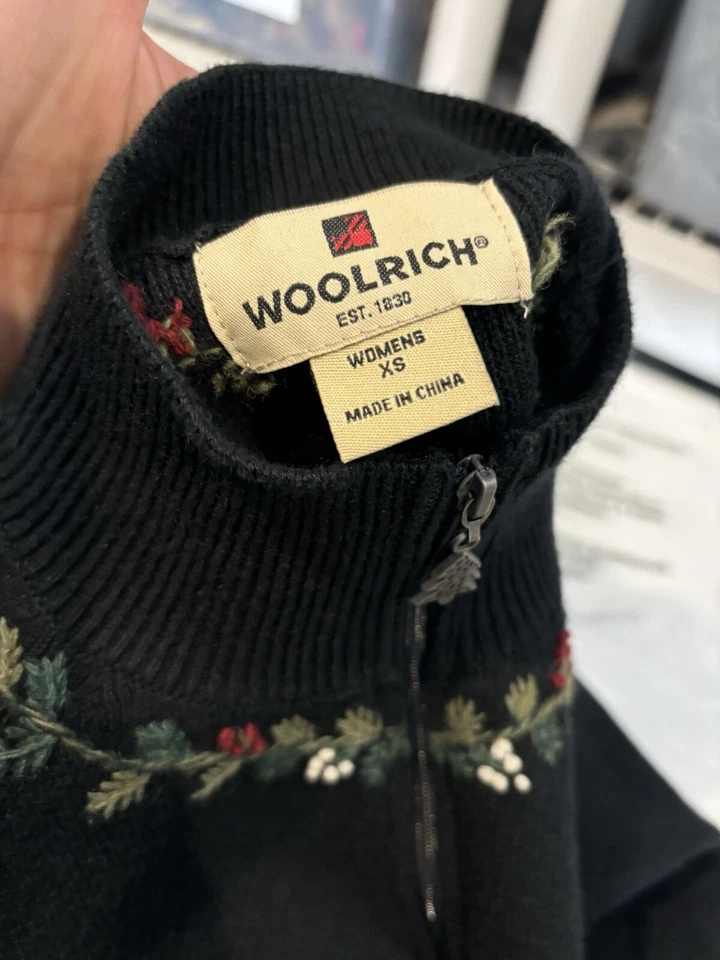 WOOLRICH®
EST. 1830
WOMENS
XS
MADE IN CHINA